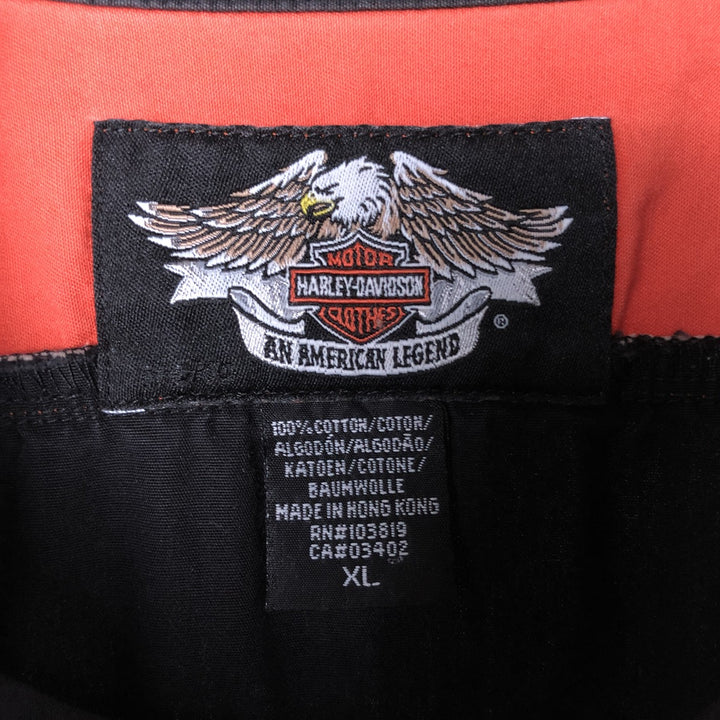 MOTOR
HARLEY-DAVIDSON
CLOTHES
®
AN AMERICAN LEGEND
100% COTTON/COTON/
ALGODÓN/ALGODÃO/
KATOEN/COTONE/
BAUMWOLLE
MADE IN HONG KONG
RN#103819
CA#03402
XL